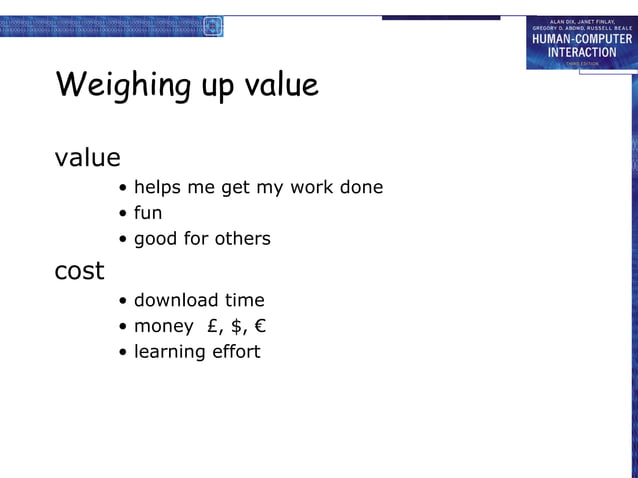 ALAN DIX, JANET FINLAY,
GREGORY D. ABOWD, RUSSELL BEALE
HUMAN-COMPUTER
INTERACTION
THIRD EDITION
Weighing up value
value
• helps me get my work done
• fun
• good for others
cost
• download time
• money £, $, €
• learning effort